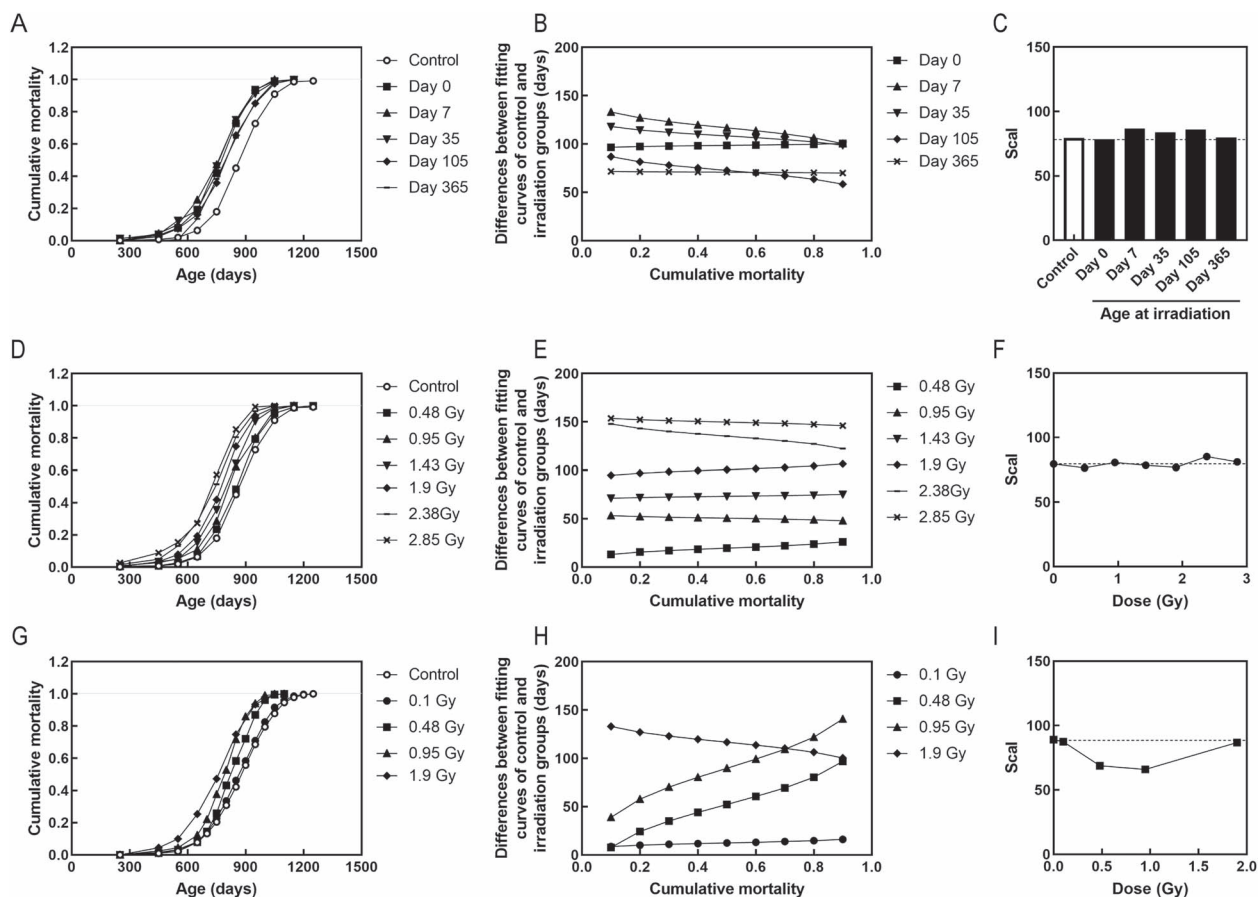 A
Cumulative mortality
1.2
1.0
0.8
0.6
0.4
0.2
0.0
300 600 900 1200 1500
Age (days)
Control
Day 0
Day 7
Day 35
Day 105
Day 365
B
Differences between fitting
curves of control and
irradiation groups (days)
200
150
100
50
0
0.0 0.2 0.4 0.6 0.8 1.0
Cumulative mortality
Day 0
Day 7
Day 35
Day 105
Day 365
C
Scal
150
100
50
0
Control
Day 0
Day 7
Day 35
Day 105
Day 365
Age at irradiation
D
Cumulative mortality
1.2
1.0
0.8
0.6
0.4
0.2
0.0
300 600 900 1200 1500
Age (days)
Control
0.48 Gy
0.95 Gy
1.43 Gy
1.9 Gy
2.38Gy
2.85 Gy
E
Differences between fitting
curves of control and
irradiation groups (days)
200
150
100
50
0
0.0 0.2 0.4 0.6 0.8 1.0
Cumulative mortality
0.48 Gy
0.95 Gy
1.43 Gy
1.9 Gy
2.38Gy
2.85 Gy
F
Scal
150
100
50
0
0 1 2 3
Dose (Gy)
G
Cumulative mortality
1.2
1.0
0.8
0.6
0.4
0.2
0.0
300 600 900 1200 1500
Age (days)
Control
0.1 Gy
0.48 Gy
0.95 Gy
1.9 Gy
H
Differences between fitting
curves of control and
irradiation groups (days)
200
150
100
50
0
0.0 0.2 0.4 0.6 0.8 1.0
Cumulative mortality
0.1 Gy
0.48 Gy
0.95 Gy
1.9 Gy
I
Scal
150
100
50
0
0.0 0.5 1.0 1.5 2.0
Dose (Gy)